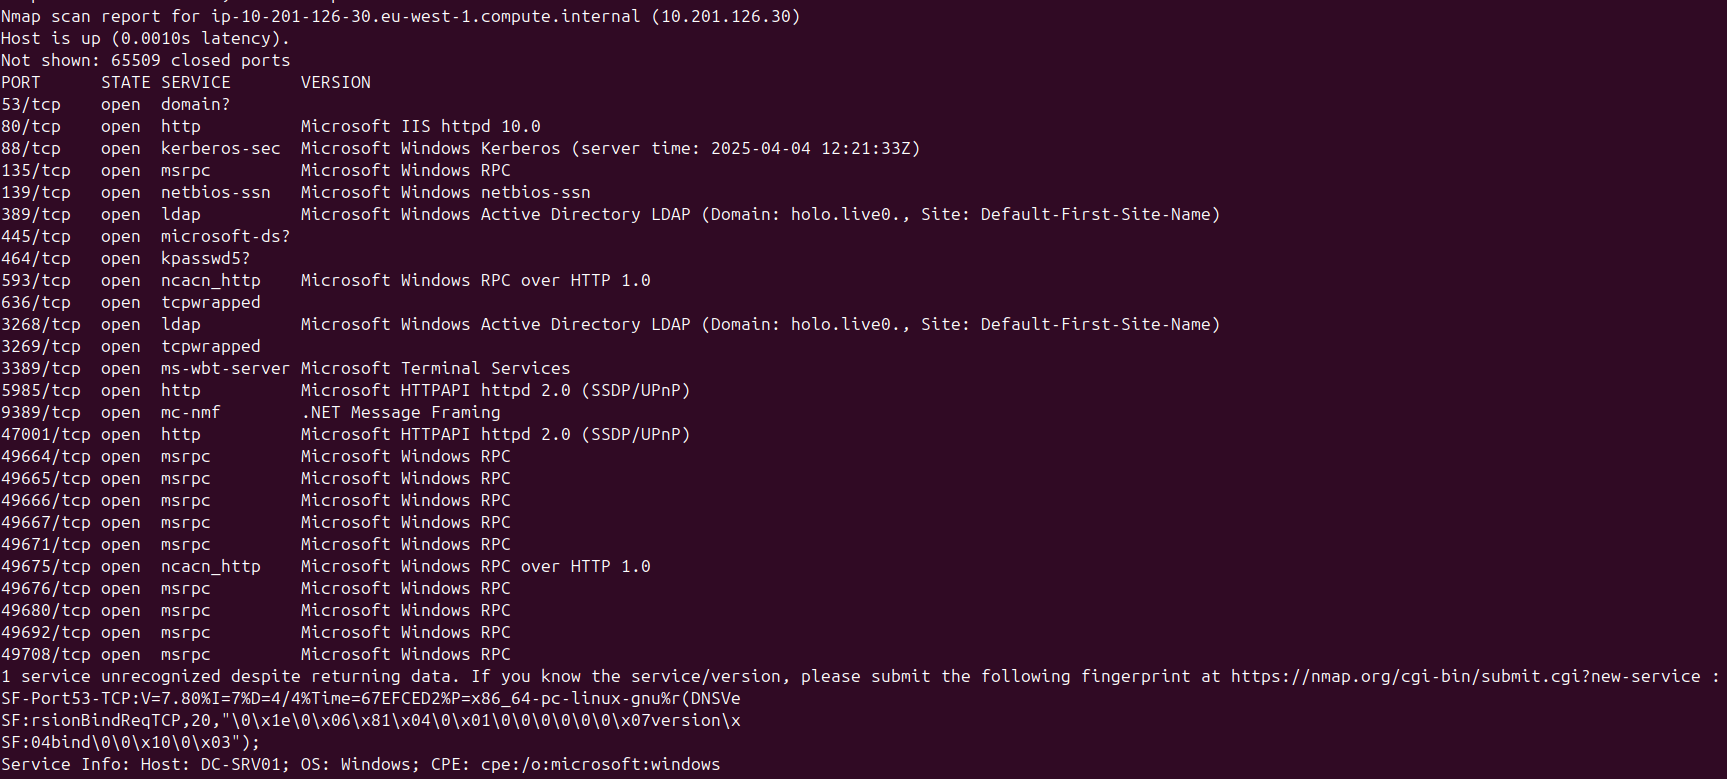 Nmap scan report for ip-10-201-126-30.eu-west-1.compute.internal (10.201.126.30)
Host is up (0.0010s latency).
Not shown: 65509 closed ports
PORT      STATE SERVICE       VERSION
53/tcp    open  domain?
80/tcp    open  http          Microsoft IIS httpd 10.0
88/tcp    open  kerberos-sec  Microsoft Windows Kerberos (server time: 2025-04-04 12:21:33Z)
135/tcp   open  msrpc         Microsoft Windows RPC
139/tcp   open  netbios-ssn   Microsoft Windows netbios-ssn
389/tcp   open  ldap          Microsoft Windows Active Directory LDAP (Domain: holo.live0., Site: Default-First-Site-Name)
445/tcp   open  microsoft-ds?
464/tcp   open  kpasswd5?
593/tcp   open  ncacn_http    Microsoft Windows RPC over HTTP 1.0
636/tcp   open  tcpwrapped
3268/tcp  open  ldap          Microsoft Windows Active Directory LDAP (Domain: holo.live0., Site: Default-First-Site-Name)
3269/tcp  open  tcpwrapped
3389/tcp  open  ms-wbt-server Microsoft Terminal Services
5985/tcp  open  http          Microsoft HTTPAPI httpd 2.0 (SSDP/UPnP)
9389/tcp  open  mc-nmf        .NET Message Framing
47001/tcp open  http          Microsoft HTTPAPI httpd 2.0 (SSDP/UPnP)
49664/tcp open  msrpc         Microsoft Windows RPC
49665/tcp open  msrpc         Microsoft Windows RPC
49666/tcp open  msrpc         Microsoft Windows RPC
49667/tcp open  msrpc         Microsoft Windows RPC
49671/tcp open  msrpc         Microsoft Windows RPC
49675/tcp open  ncacn_http    Microsoft Windows RPC over HTTP 1.0
49676/tcp open  msrpc         Microsoft Windows RPC
49680/tcp open  msrpc         Microsoft Windows RPC
49692/tcp open  msrpc         Microsoft Windows RPC
49708/tcp open  msrpc         Microsoft Windows RPC
1 service unrecognized despite returning data. If you know the service/version, please submit the following fingerprint at https://nmap.org/cgi-bin/submit.cgi?new-service :
SF-Port53-TCP:V=7.80%I=7%D=4/4%Time=67EFCED2%P=x86_64-pc-linux-gnu%r(DNSVe
SF:rsionBindReqTCP,20,"\0\x1e\0\x06\x81\x04\0\x01\0\0\0\0\0\0\x07version\x
SF:04bind\0\0\x10\0\x03");
Service Info: Host: DC-SRV01; OS: Windows; CPE: cpe:/o:microsoft:windows